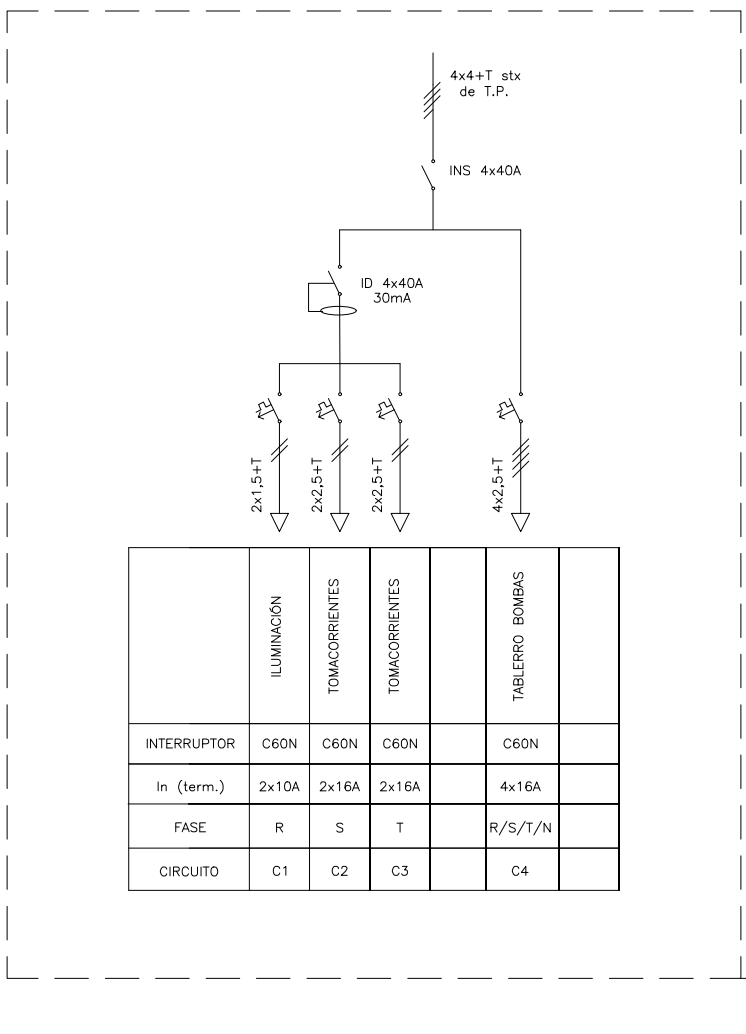 4x4+T stx
de T.P.
INS 4x40A
ID 4x40A
30mA
2x1,5+T
2x2,5+T
2x2,5+T
4x2,5+T
ILUMINACIÓN
TOMACORRIENTES
TOMACORRIENTES
TABLERRO BOMBAS
INTERRUPTOR C60N C60N C60N C60N
In (term.) 2x10A 2x16A 2x16A 4x16A
FASE R S T R/S/T/N
CIRCUITO C1 C2 C3 C4